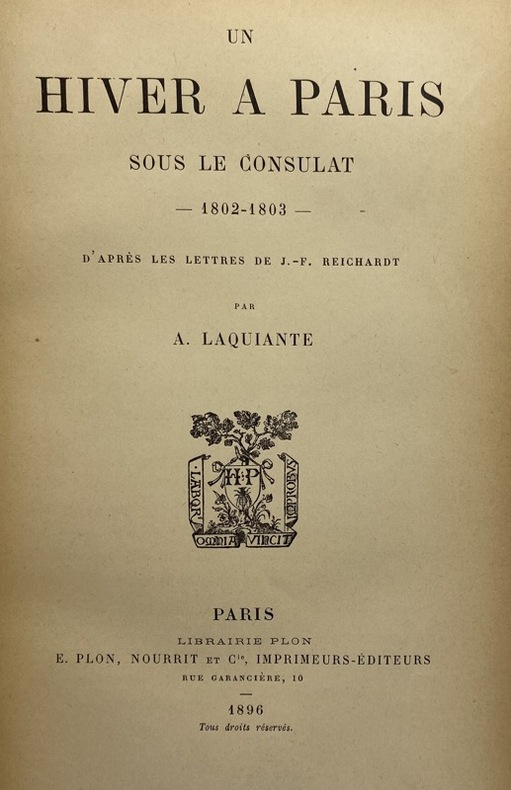 UN
HIVER A PARIS
SOUS LE CONSULAT
— 1802-1803 —
D'APRÈS LES LETTRES DE J.-F. REICHARDT
PAR
A. LAQUIANTE
H·P
·LABOR·
IMPROBVS
OMNIA VINCIT
PARIS
LIBRAIRIE PLON
E. PLON, NOURRIT ET Cie, IMPRIMEURS-ÉDITEURS
RUE GARANCIÈRE, 10
—
1896
Tous droits réservés.